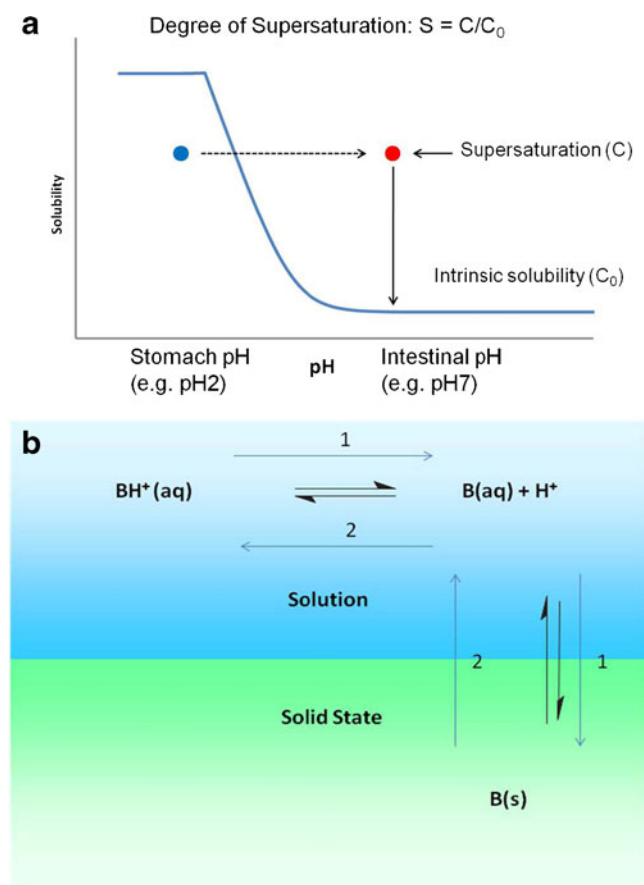 a
Degree of Supersaturation: S = C/C₀
Solubility
Supersaturation (C)
Intrinsic solubility (C₀)
Stomach pH
(e.g. pH2)
pH
Intestinal pH
(e.g. pH7)
b
1
BH⁺(aq)
B(aq) + H⁺
2
Solution
2
1
Solid State
B(s)